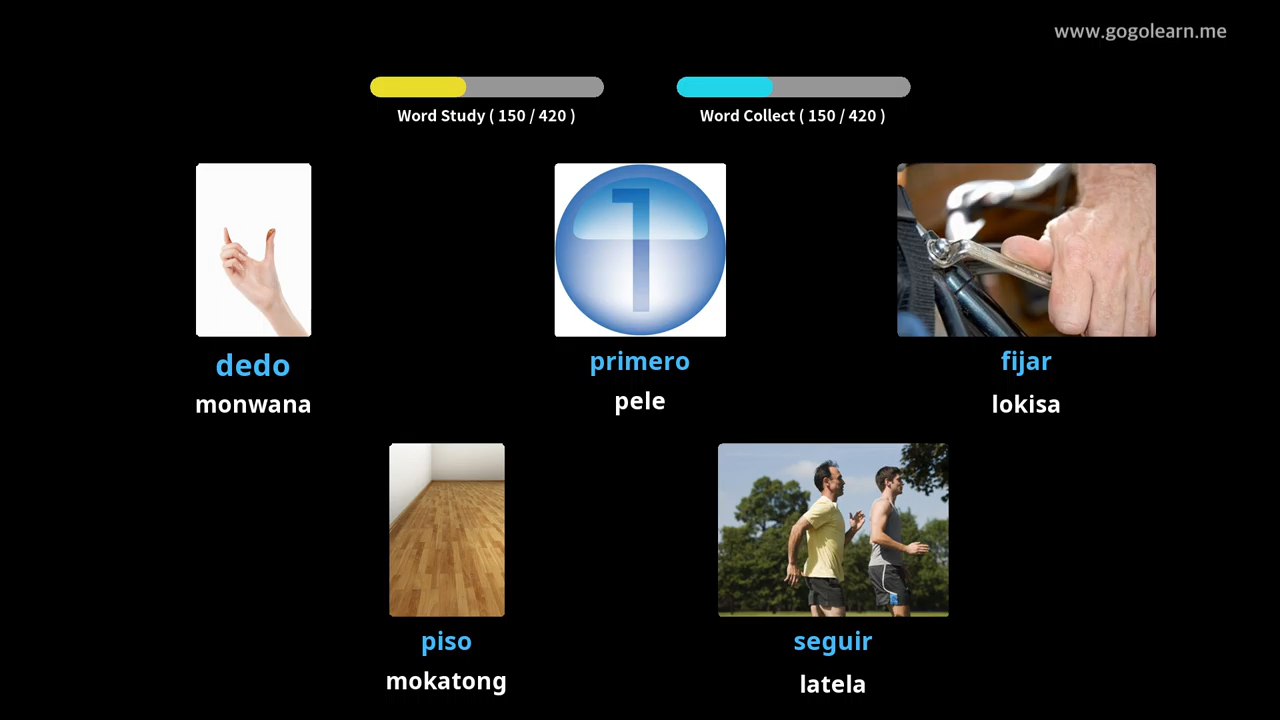 www.gogolearn.me
Word Study ( 150 / 420 )
Word Collect ( 150 / 420 )
1
dedo
monwana
primero
pele
fijar
lokisa
piso
mokatong
seguir
latela